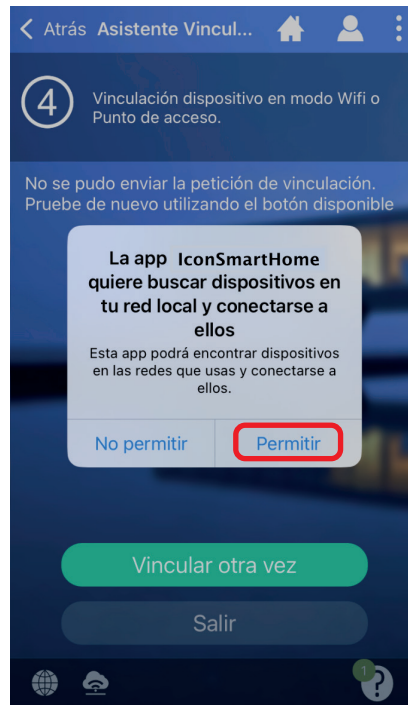 Atrás Asistente Vincul...
4
Vinculación dispositivo en modo Wifi o
Punto de acceso.
No se pudo enviar la petición de vinculación.
Pruebe de nuevo utilizando el botón disponible
La app IconSmartHome
quiere buscar dispositivos en
tu red local y conectarse a
ellos
Esta app podrá encontrar dispositivos
en las redes que usas y conectarse a
ellos.
No permitir Permitir
Vincular otra vez
Salir
1
?